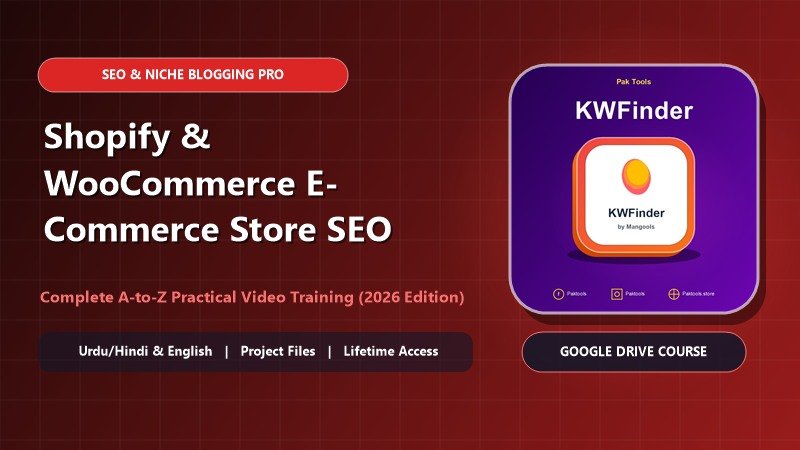 SEO & NICHE BLOGGING PRO
Shopify &
WooCommerce E-
Commerce Store SEO
Complete A-to-Z Practical Video Training (2026 Edition)
Urdu/Hindi & English | Project Files | Lifetime Access
Pak Tools
KWFinder
KWFinder
by Mangools
Paktools Paktools Paktools.store
GOOGLE DRIVE COURSE